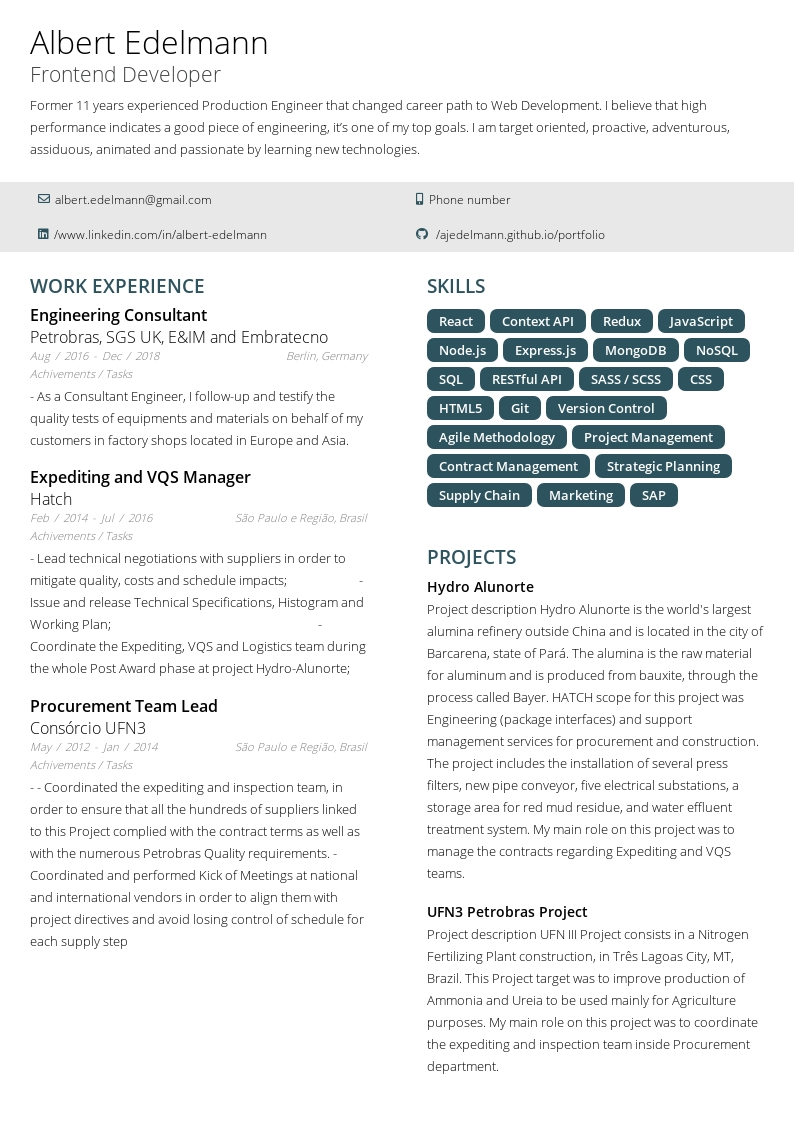 Albert Edelmann
Frontend Developer
Former 11 years experienced Production Engineer that changed career path to Web Development. I believe that high
performance indicates a good piece of engineering, it’s one of my top goals. I am target oriented, proactive, adventurous,
assiduous, animated and passionate by learning new technologies.
albert.edelmann@gmail.com
Phone number
/www.linkedin.com/in/albert-edelmann
/ajedelmann.github.io/portfolio
WORK EXPERIENCE
Engineering Consultant
Petrobras, SGS UK, E&IM and Embratecno
Aug / 2016 - Dec / 2018 Berlin, Germany
Achivements / Tasks
- As a Consultant Engineer, I follow-up and testify the
quality tests of equipments and materials on behalf of my
customers in factory shops located in Europe and Asia.
Expediting and VQS Manager
Hatch
Feb / 2014 - Jul / 2016 São Paulo e Região, Brasil
Achivements / Tasks
- Lead technical negotiations with suppliers in order to
mitigate quality, costs and schedule impacts; -
Issue and release Technical Specifications, Histogram and
Working Plan; -
Coordinate the Expediting, VQS and Logistics team during
the whole Post Award phase at project Hydro-Alunorte;
Procurement Team Lead
Consórcio UFN3
May / 2012 - Jan / 2014 São Paulo e Região, Brasil
Achivements / Tasks
- - Coordinated the expediting and inspection team, in
order to ensure that all the hundreds of suppliers linked
to this Project complied with the contract terms as well as
with the numerous Petrobras Quality requirements. -
Coordinated and performed Kick of Meetings at national
and international vendors in order to align them with
project directives and avoid losing control of schedule for
each supply step
SKILLS
React Context API Redux JavaScript
Node.js Express.js MongoDB NoSQL
SQL RESTful API SASS / SCSS CSS
HTML5 Git Version Control
Agile Methodology Project Management
Contract Management Strategic Planning
Supply Chain Marketing SAP
PROJECTS
Hydro Alunorte
Project description Hydro Alunorte is the world's largest
alumina refinery outside China and is located in the city of
Barcarena, state of Pará. The alumina is the raw material
for aluminum and is produced from bauxite, through the
process called Bayer. HATCH scope for this project was
Engineering (package interfaces) and support
management services for procurement and construction.
The project includes the installation of several press
filters, new pipe conveyor, five electrical substations, a
storage area for red mud residue, and water effluent
treatment system. My main role on this project was to
manage the contracts regarding Expediting and VQS
teams.
UFN3 Petrobras Project
Project description UFN III Project consists in a Nitrogen
Fertilizing Plant construction, in Três Lagoas City, MT,
Brazil. This Project target was to improve production of
Ammonia and Ureia to be used mainly for Agriculture
purposes. My main role on this project was to coordinate
the expediting and inspection team inside Procurement
department.